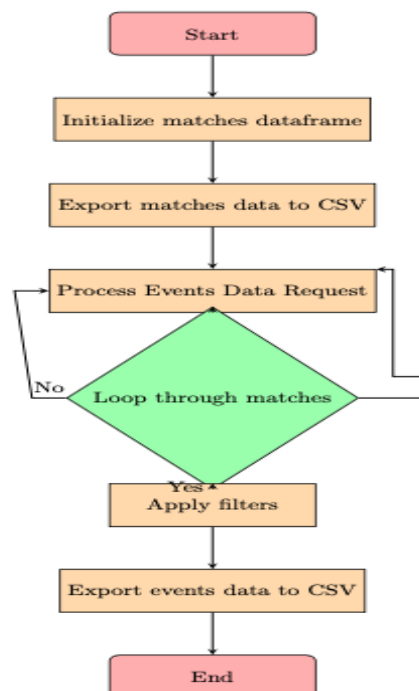 Start
Initialize matches dataframe
Export matches data to CSV
Process Events Data Request
No
Loop through matches
Yes
Apply filters
Export events data to CSV
End